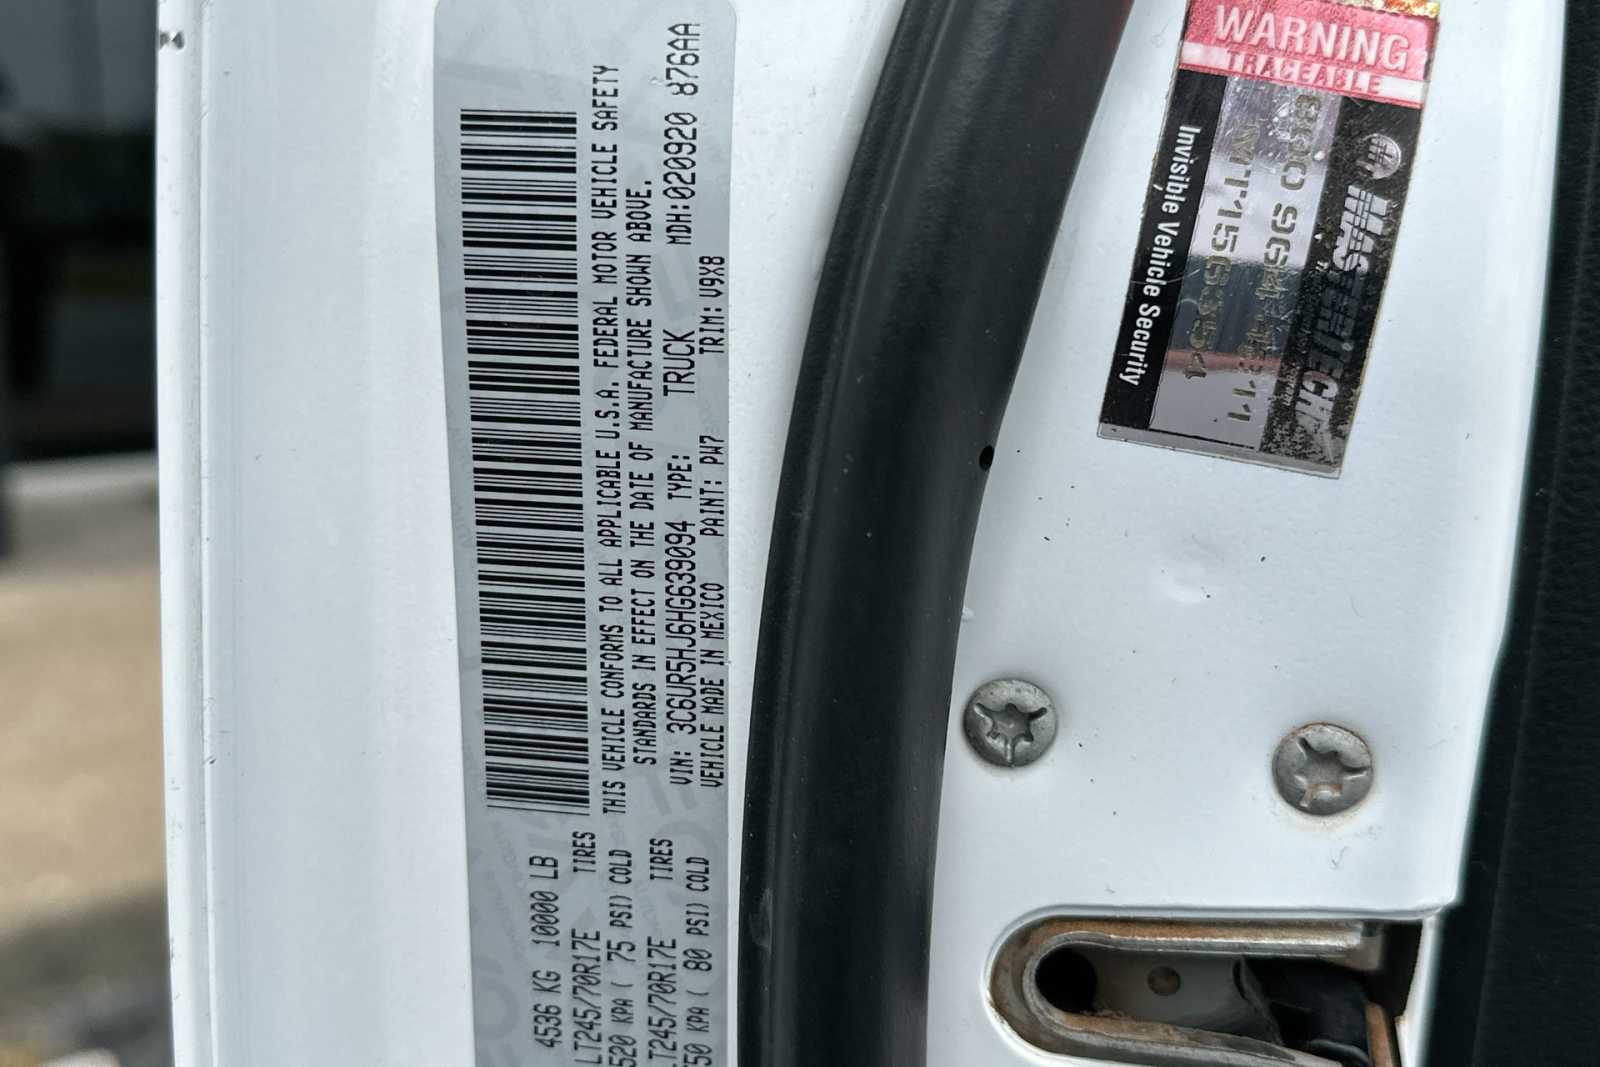 4536 KG 10000 LB
LT245/70R17E TIRES
520 KPA ( 75 PSI) COLD
LT245/70R17E TIRES
550 KPA ( 80 PSI) COLD
THIS VEHICLE CONFORMS TO ALL APPLICABLE U.S.A. FEDERAL MOTOR VEHICLE SAFETY
STANDARDS IN EFFECT ON THE DATE OF MANUFACTURE SHOWN ABOVE.
VIN: 3C6UR5HJ6HG639094 TYPE: TRUCK MDH:020920 876AA
VEHICLE MADE IN MEXICO PAINT: PW7 TRIM: V9X8
WARNING
TRACEABLE
MASTERTECH
MT1563354
Invisible Vehicle Security